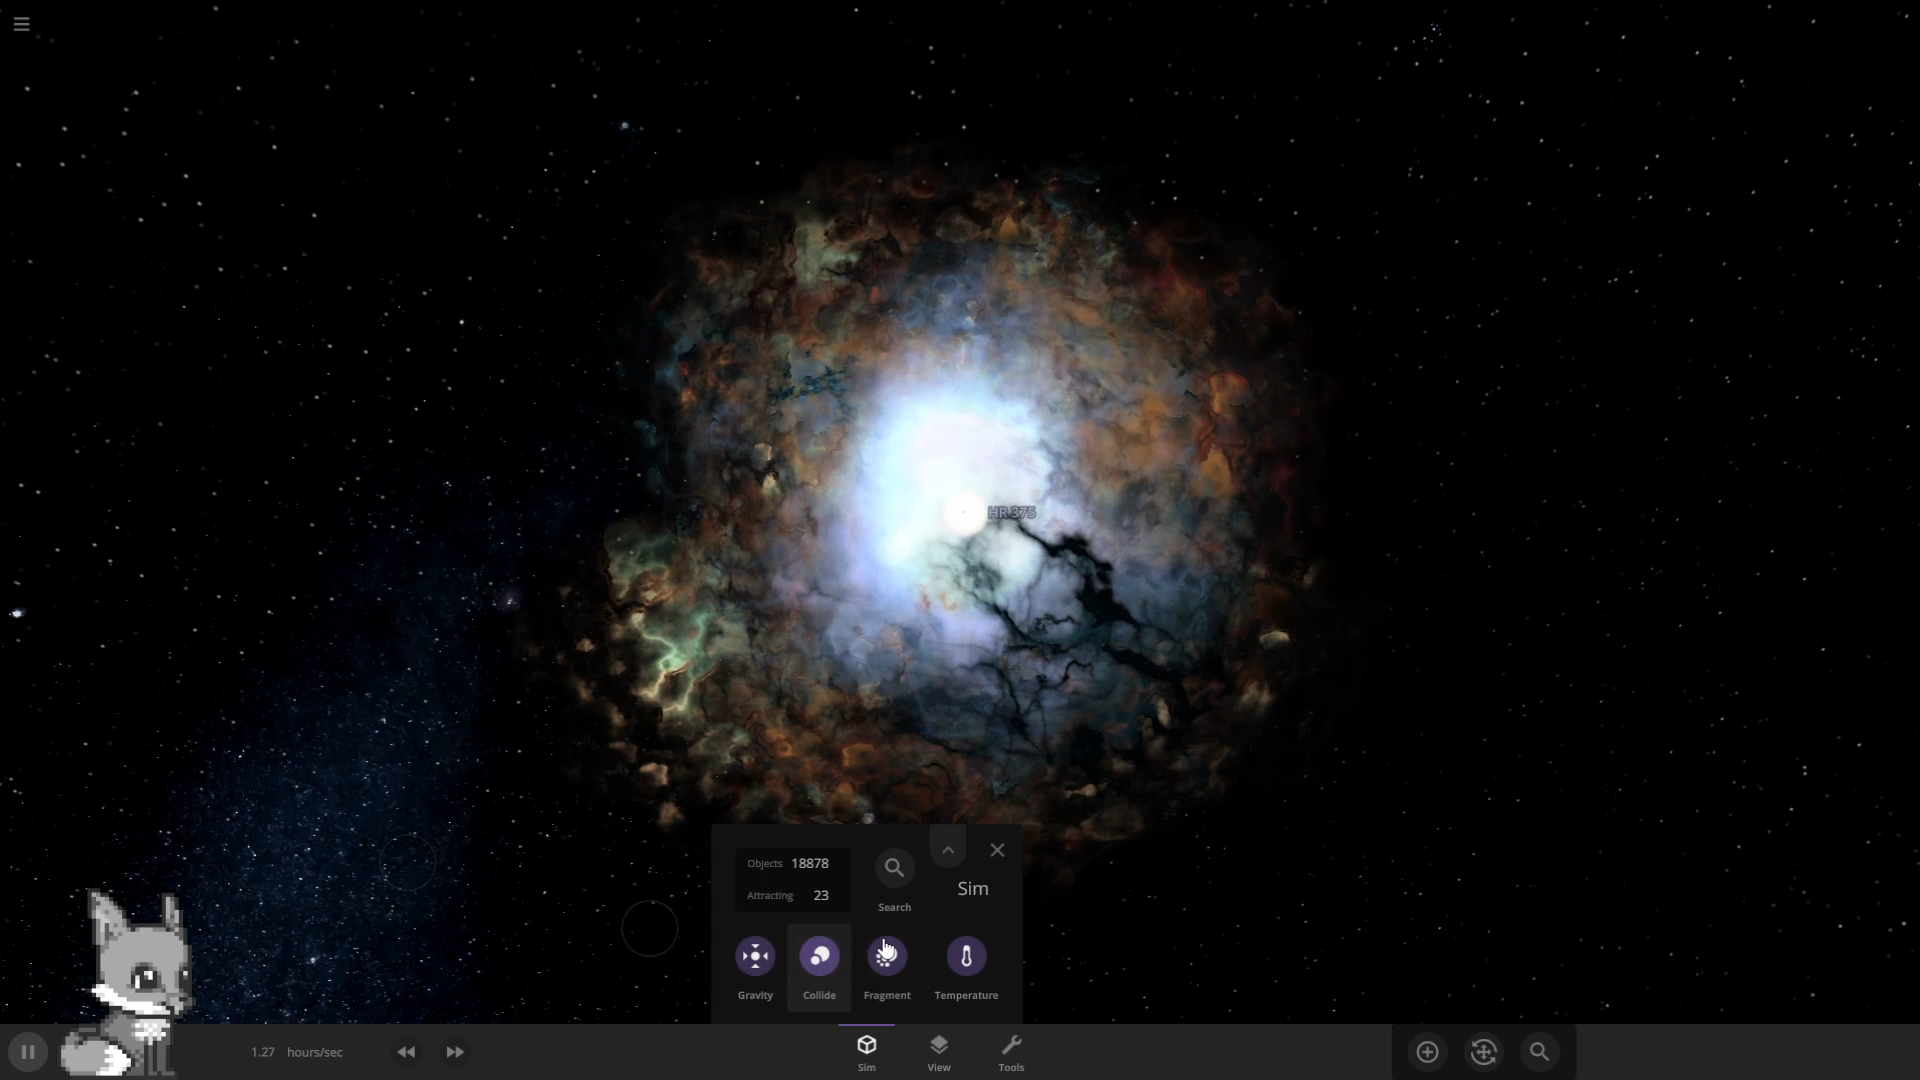 HR 375
Objects 18878
Attracting 23
Search
Sim
Gravity
Collide
Fragment
Temperature
1.27 hours/sec
Sim
View
Tools